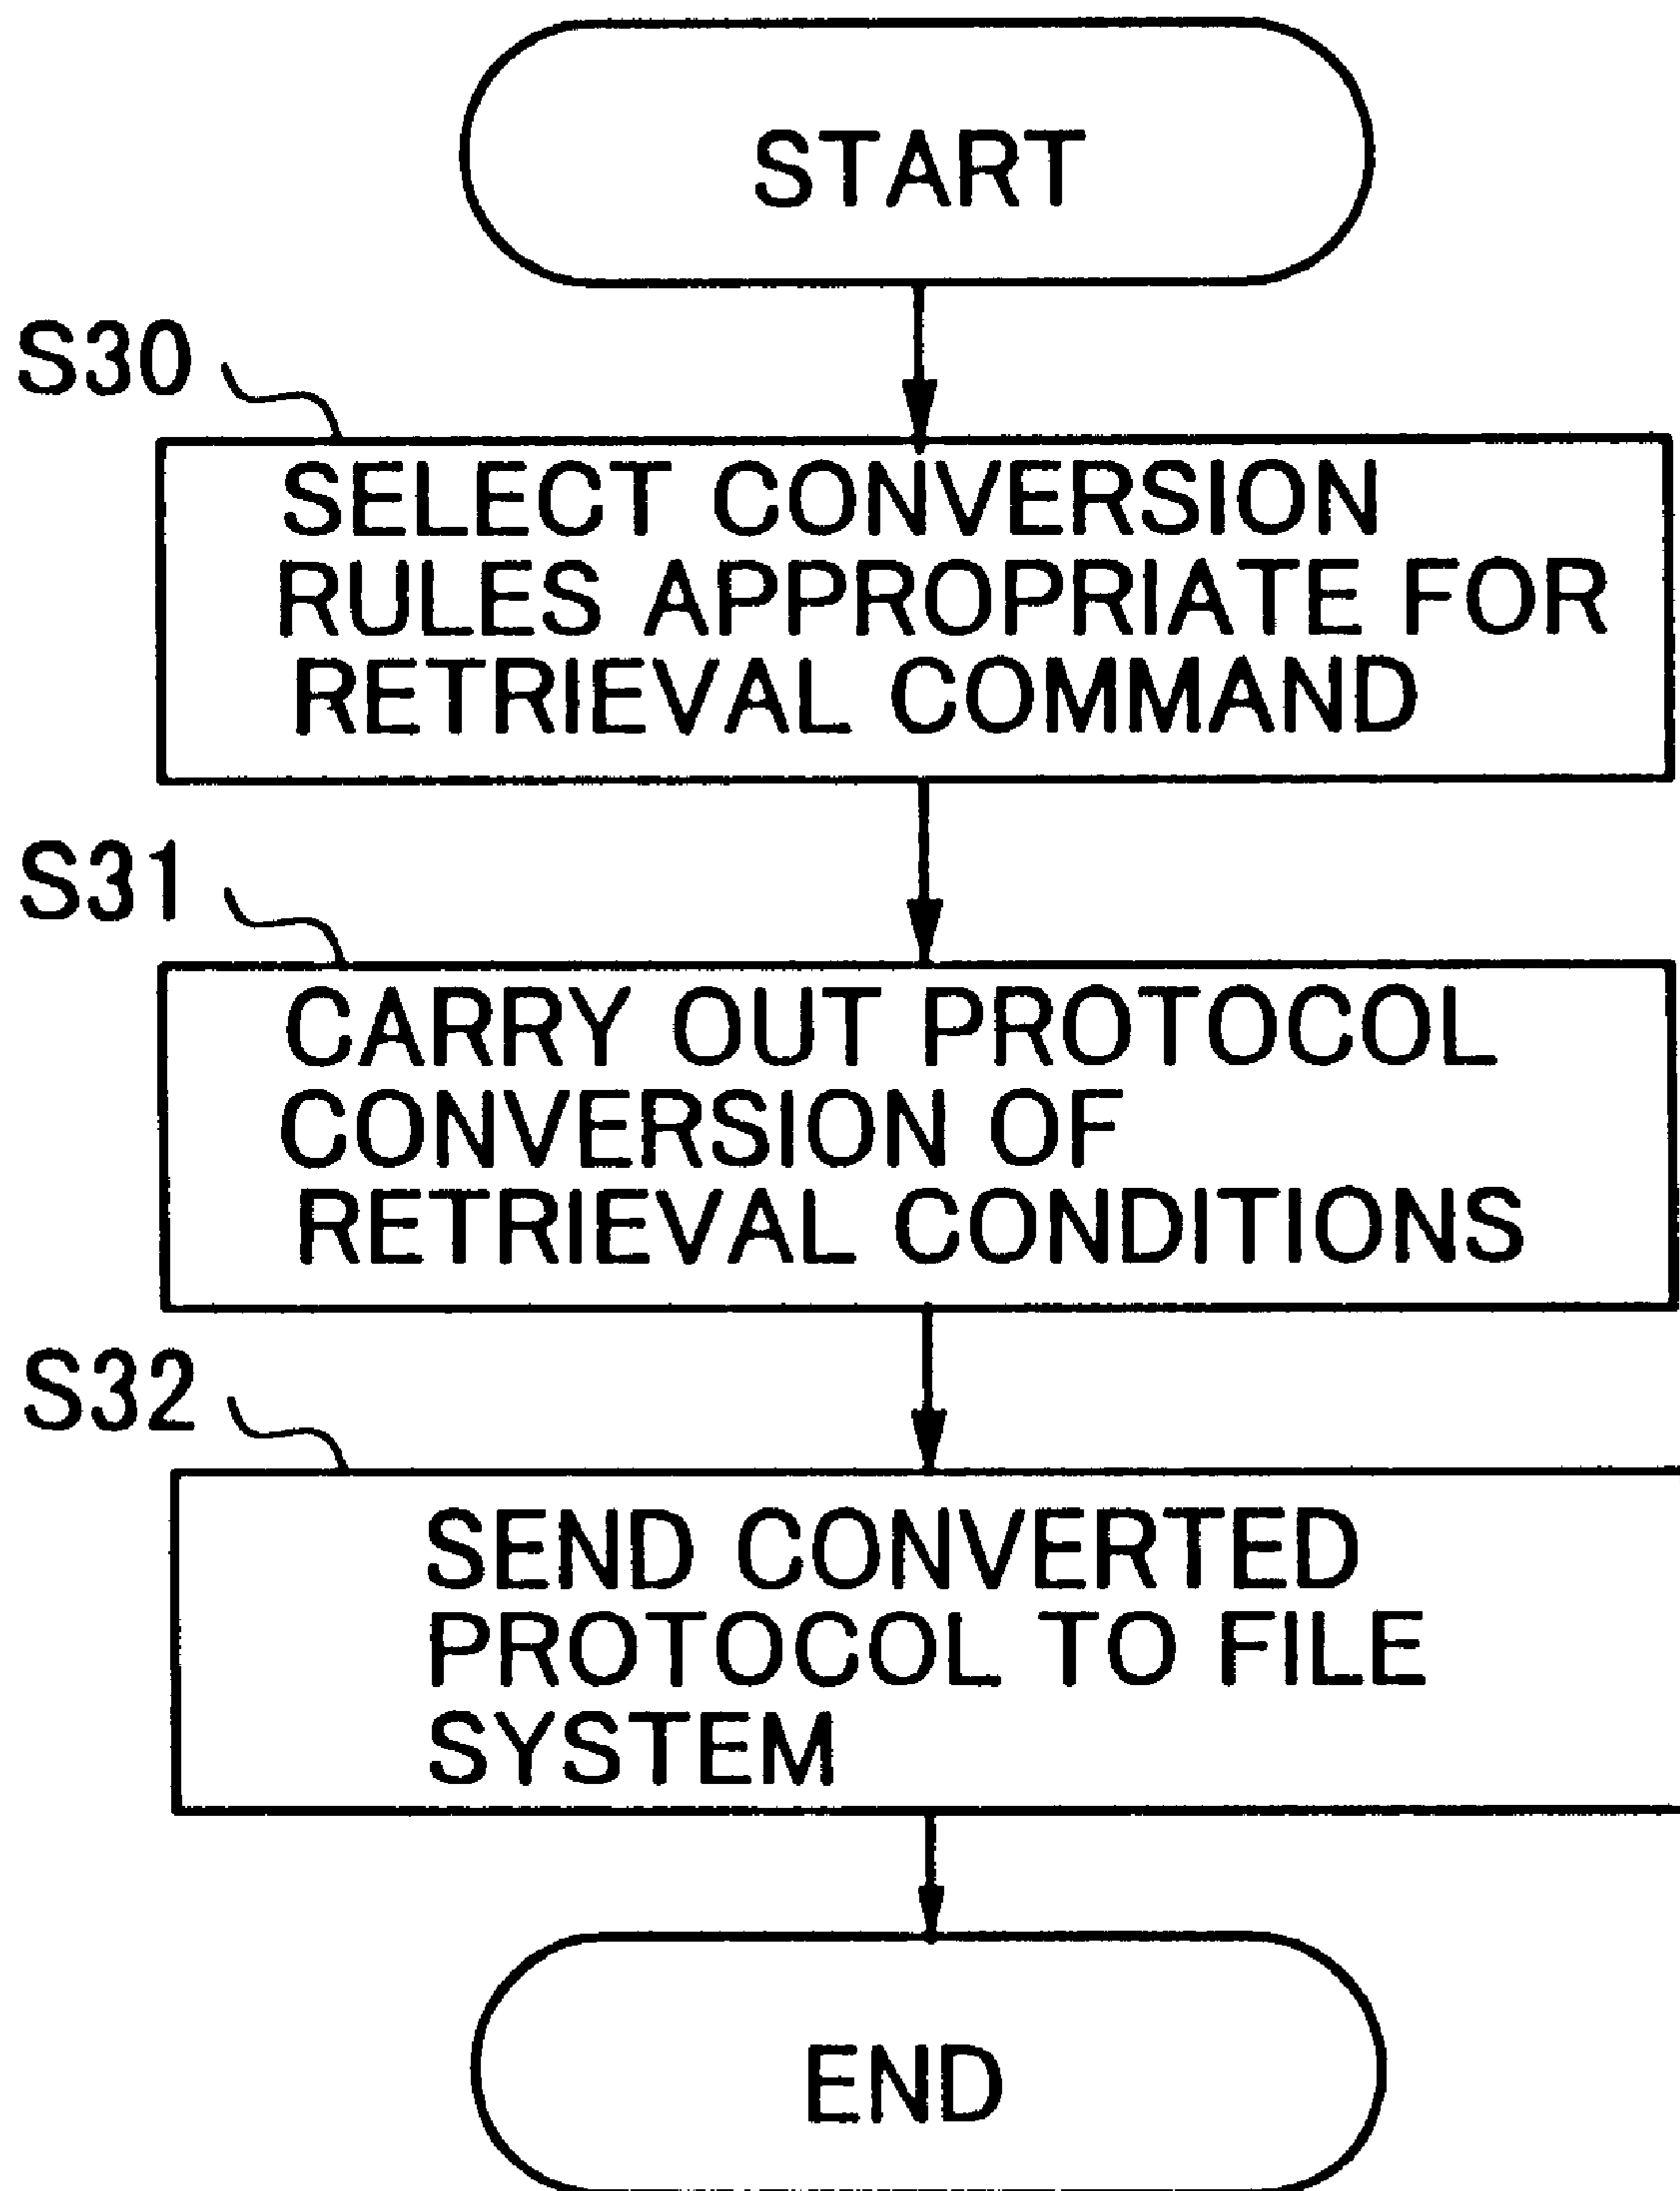 START
S30
SELECT CONVERSION
RULES APPROPRIATE FOR
RETRIEVAL COMMAND
S31
CARRY OUT PROTOCOL
CONVERSION OF
RETRIEVAL CONDITIONS
S32
SEND CONVERTED
PROTOCOL TO FILE
SYSTEM
END